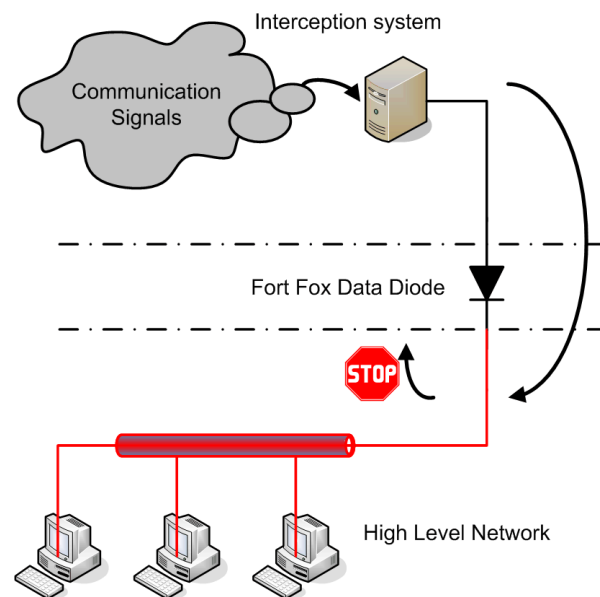 Interception system
Communication
Signals
Fort Fox Data Diode
STOP
High Level Network